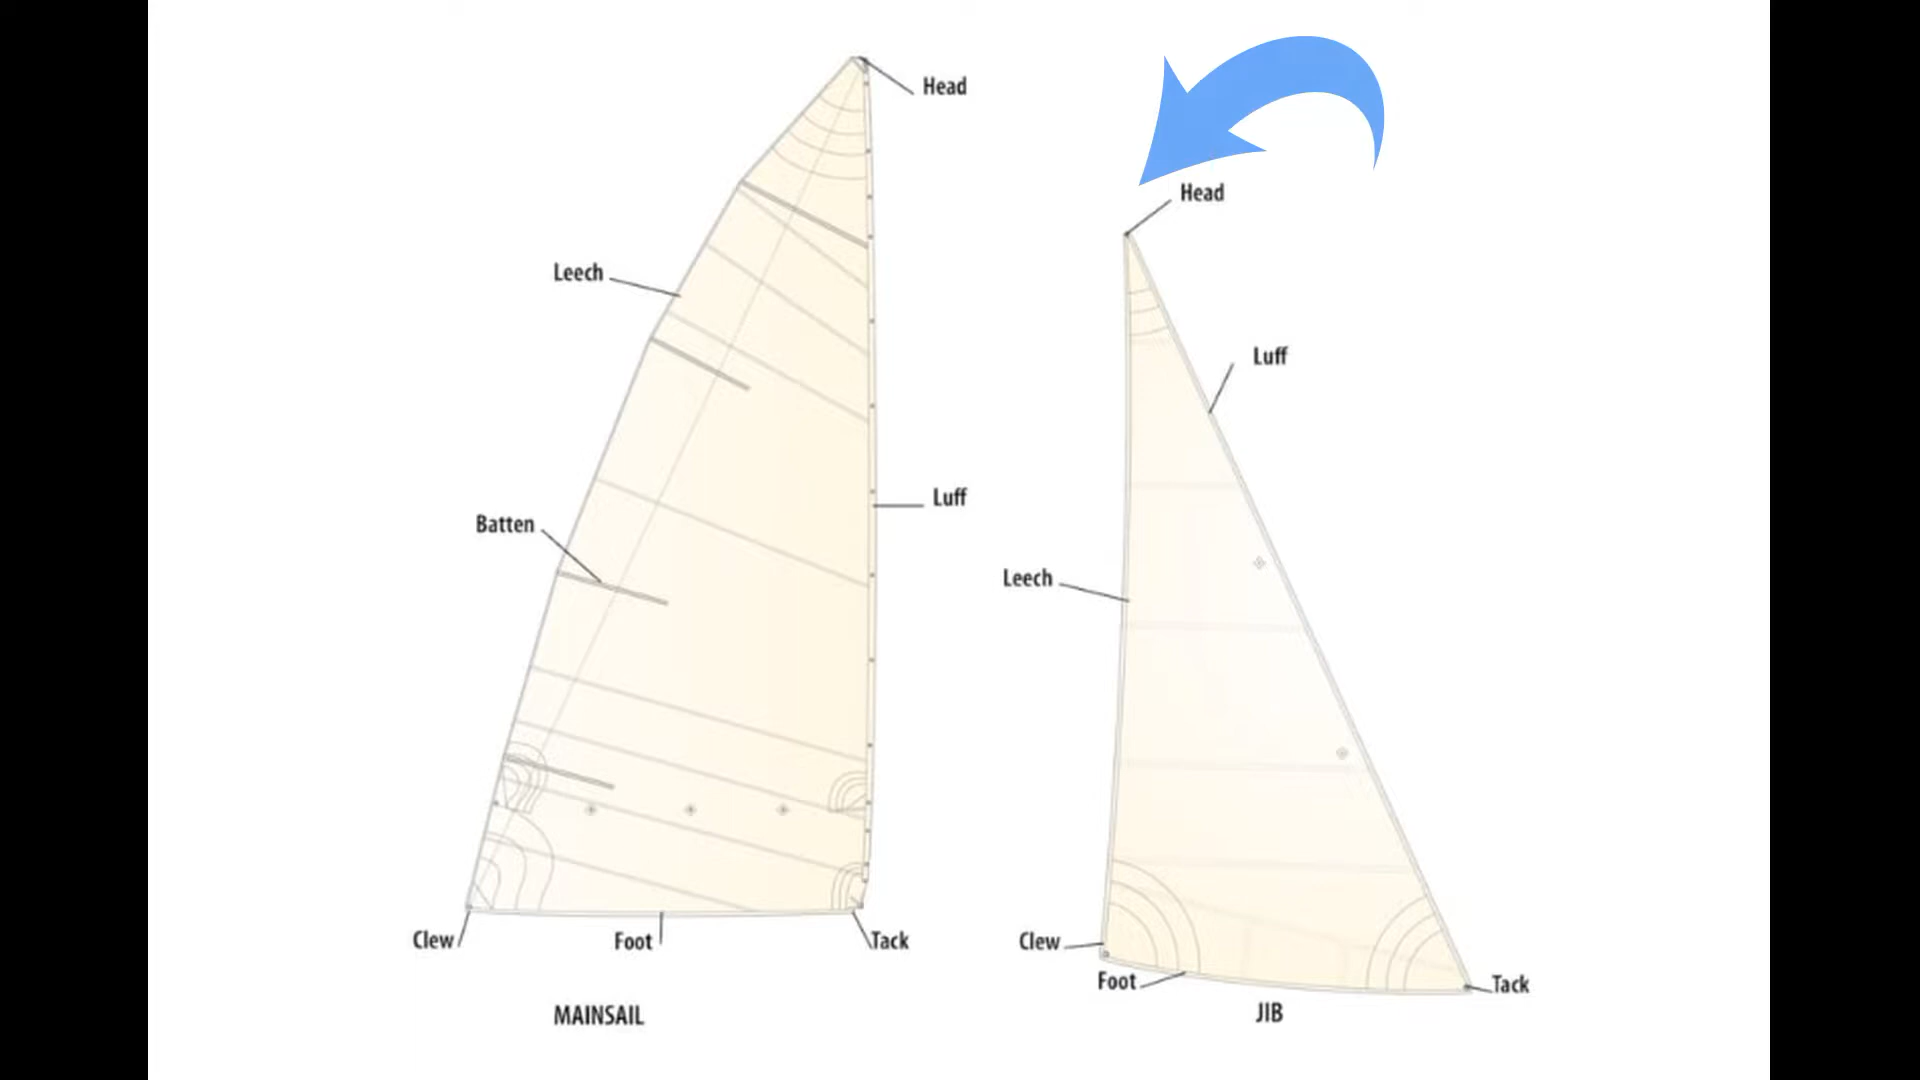 Head
Leech
Batten
Luff
Clew
Foot
Tack
MAINSAIL
Head
Luff
Leech
Clew
Foot
Tack
JIB